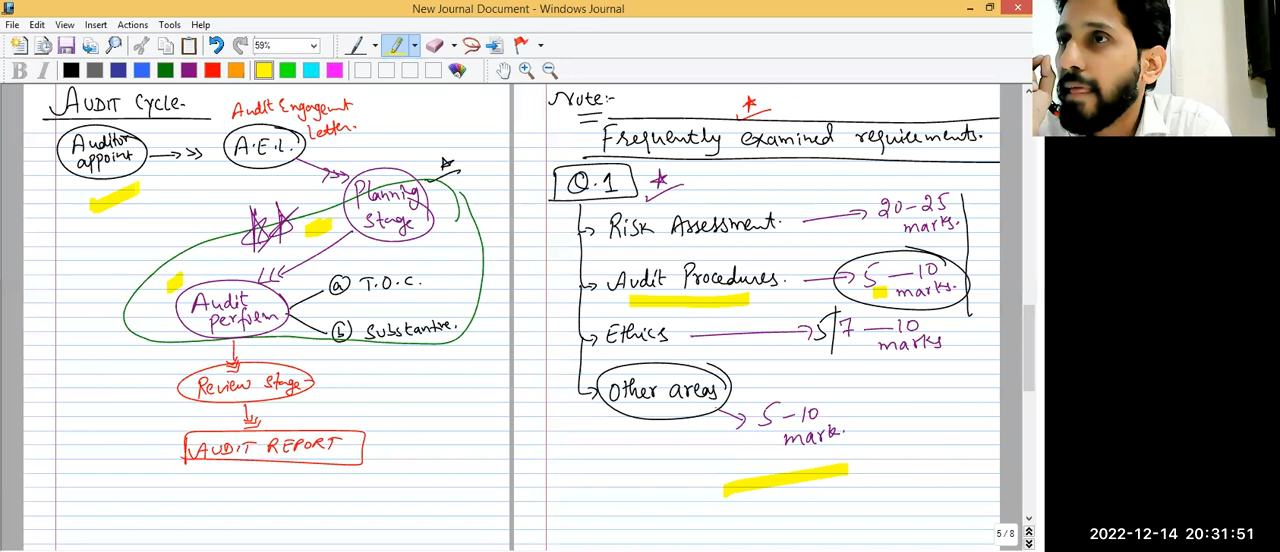 New Journal Document - Windows Journal
File Edit View Insert Actions Tools Help
59%
B I
AUDIT CYCLE
Audit Engagement
Letter.
Auditor
appoint
A.E.L.
Planning
Stage
Audit
perform
(a) T.O.C.
(b) Substantive.
Review Stage
AUDIT REPORT
Note:-
Frequently examined requirements.
Q.1
Risk Assessment. 20-25
marks.
Audit Procedures. 5-10
marks.
Ethics 5/7-10
marks
Other areas
5-10
mark.
5 / 8
2022-12-14 20:31:51